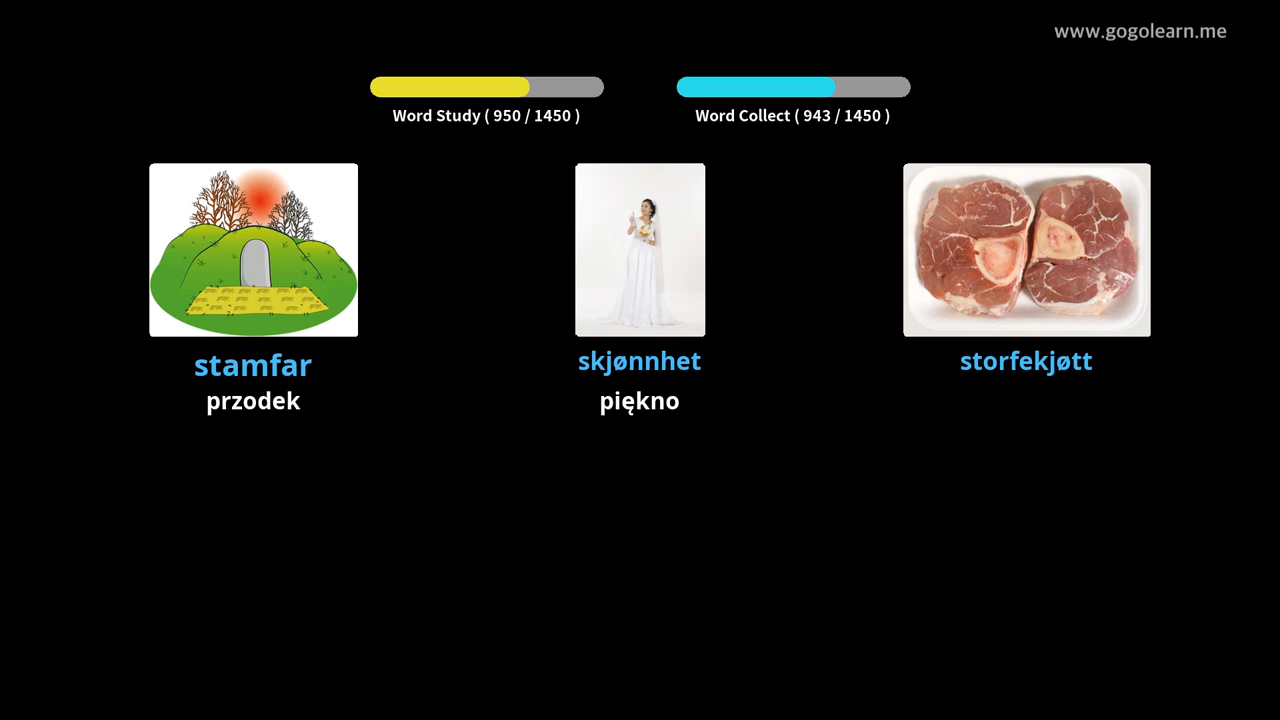 www.gogolearn.me
Word Study ( 950 / 1450 )
Word Collect ( 943 / 1450 )
stamfar
przodek
skjønnhet
piękno
storfekjøtt